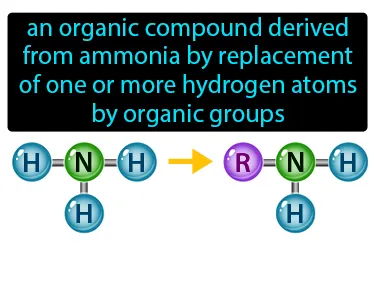 an organic compound derived
from ammonia by replacement
of one or more hydrogen atoms
by organic groups
H N H R N H
H H